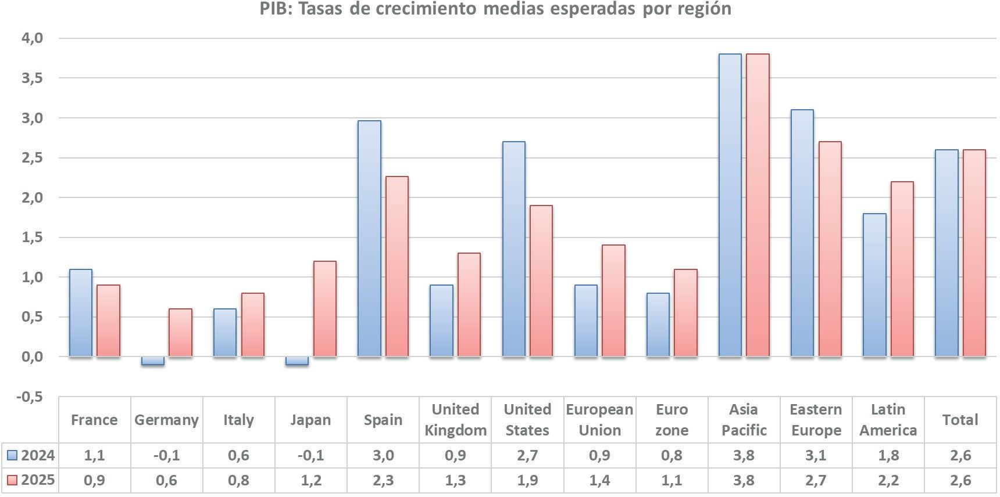 PIB: Tasas de crecimiento medias esperadas por región
4,0
3,5
3,0
2,5
2,0
1,5
1,0
0,5
0,0
-0,5
France Germany Italy Japan Spain United Kingdom United States European Union Euro zone Asia Pacific Eastern Europe Latin America Total
2024 1,1 -0,1 0,6 -0,1 3,0 0,9 2,7 0,9 0,8 3,8 3,1 1,8 2,6
2025 0,9 0,6 0,8 1,2 2,3 1,3 1,9 1,4 1,1 3,8 2,7 2,2 2,6